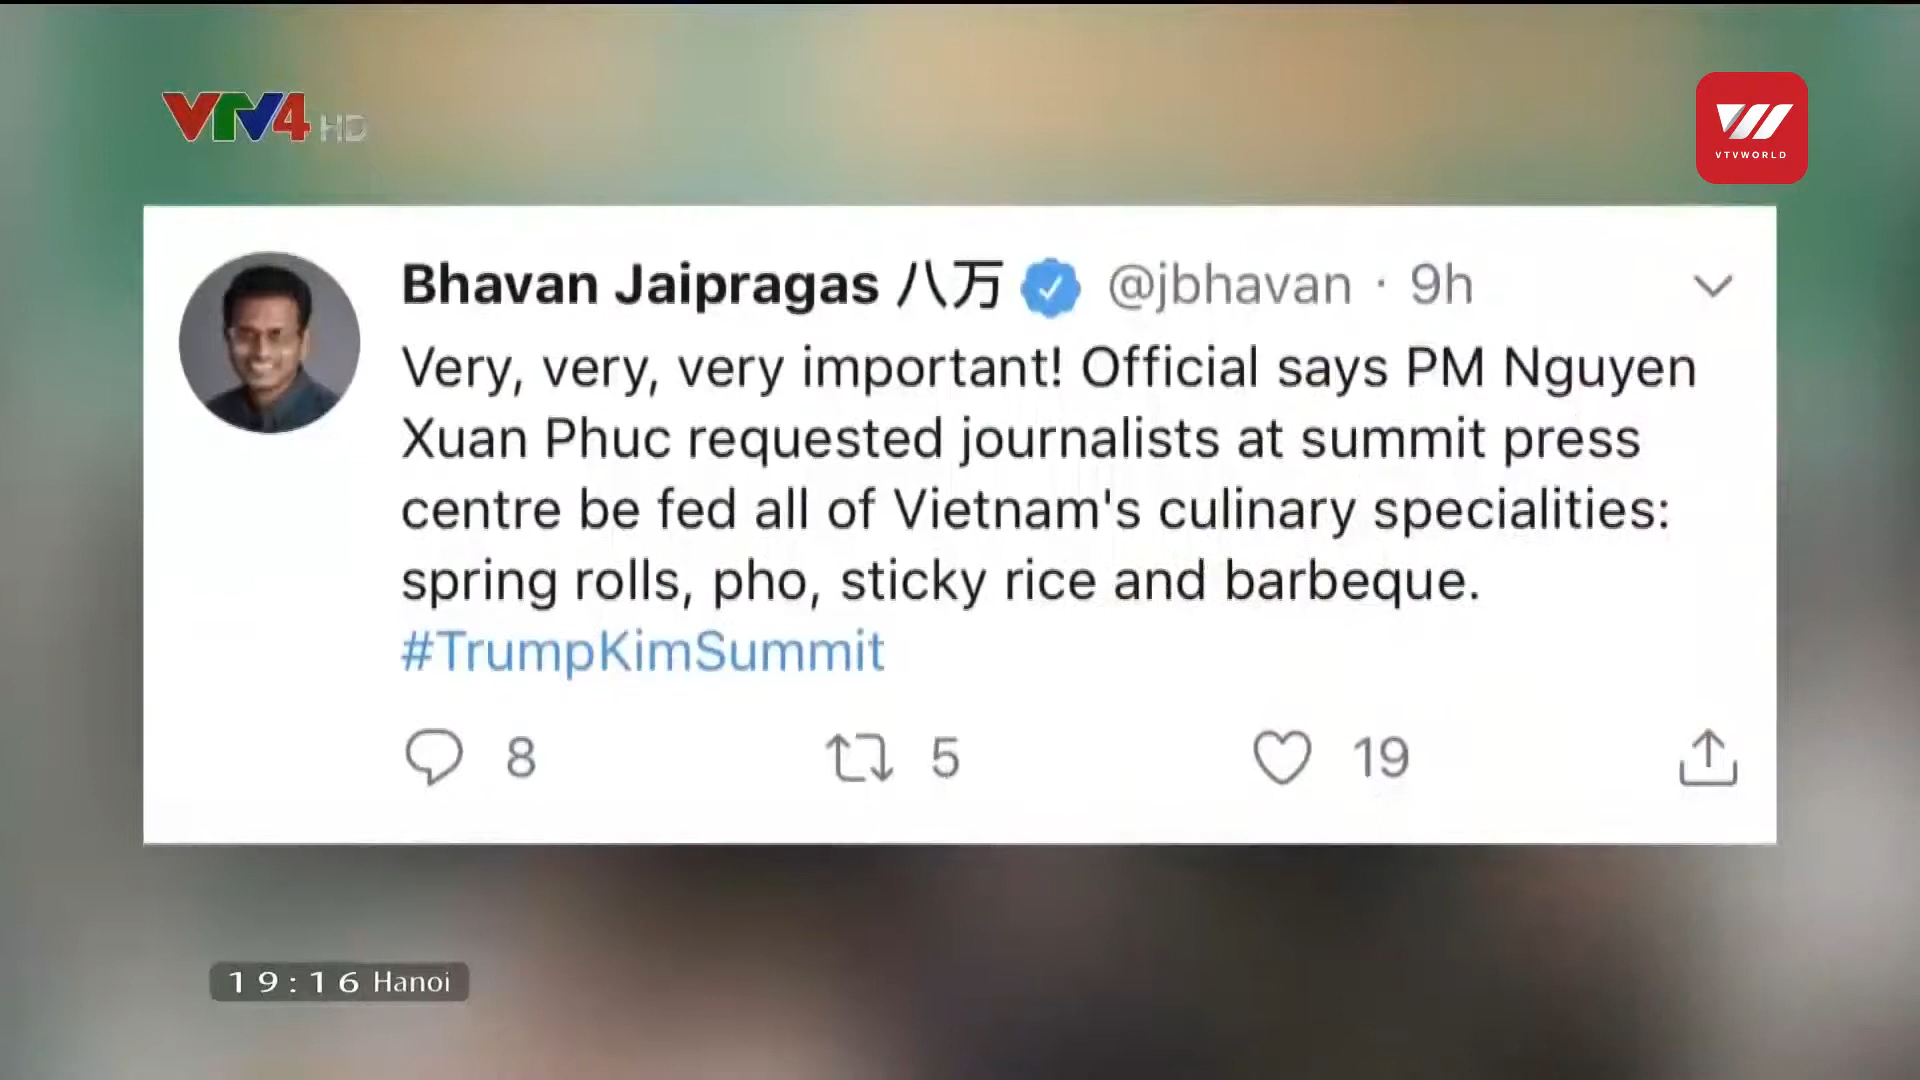 VTV4 HD
VTVWORLD
Bhavan Jaipragas 八万 @jbhavan · 9h
Very, very, very important! Official says PM Nguyen
Xuan Phuc requested journalists at summit press
centre be fed all of Vietnam's culinary specialities:
spring rolls, pho, sticky rice and barbeque.
#TrumpKimSummit
8 5 19
19:16 Hanoi